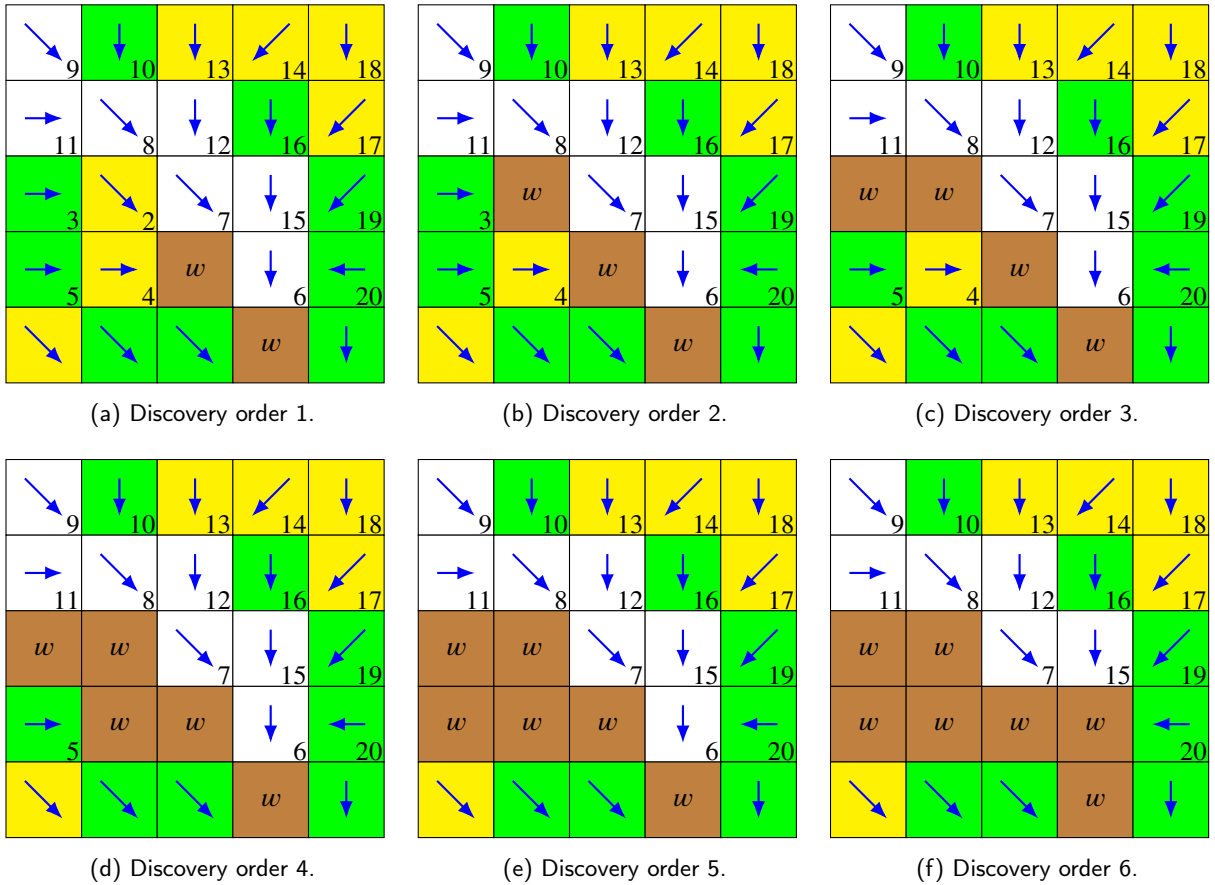 9 10 13 14 18
11 8 12 16 17
3 2 7 15 19
5 4 w 6 20
w
(a) Discovery order 1.
9 10 13 14 18
11 8 12 16 17
3 w 7 15 19
5 4 w 6 20
w
(b) Discovery order 2.
9 10 13 14 18
11 8 12 16 17
w w 7 15 19
5 4 w 6 20
w
(c) Discovery order 3.
9 10 13 14 18
11 8 12 16 17
w w 7 15 19
5 w w 6 20
w
(d) Discovery order 4.
9 10 13 14 18
11 8 12 16 17
w w 7 15 19
w w w 6 20
w
(e) Discovery order 5.
9 10 13 14 18
11 8 12 16 17
w w 7 15 19
w w w w 20
w
(f) Discovery order 6.